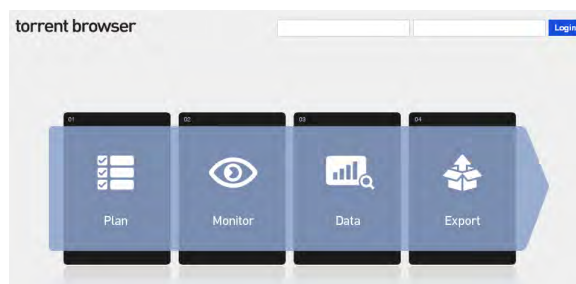 torrent browser
Login
01
02
03
04
Plan
Monitor
Data
Export